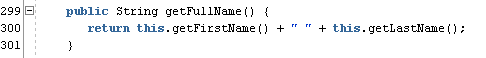 299 public String getFullName() {
300 return this.getFirstName() + " " + this.getLastName();
301 }